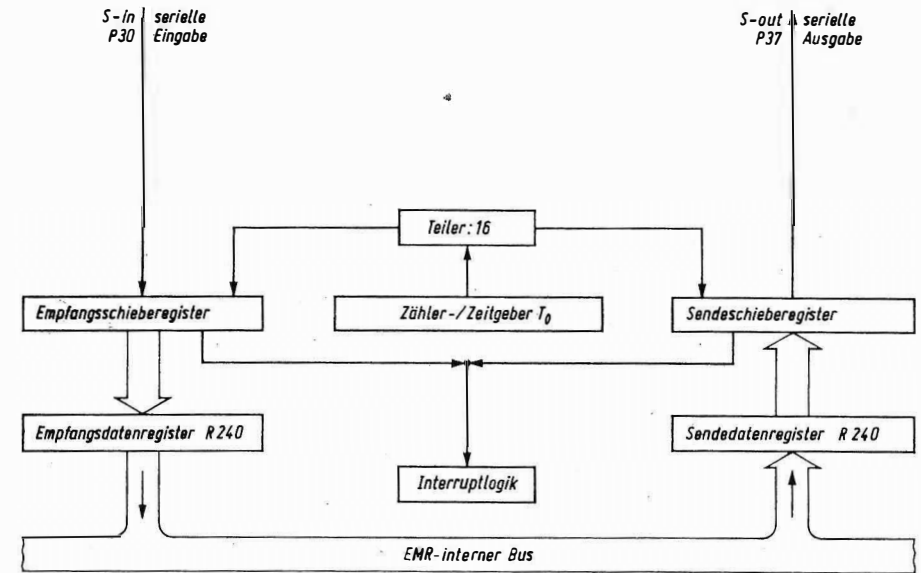 S-in serielle
P30 Eingabe
S-out serielle
P37 Ausgabe
Teiler: 16
Empfangsschieberegister
Zähler-/Zeitgeber T₀
Sendeschieberegister
Empfangsdatenregister R 240
Sendedatenregister R 240
Interruptlogik
EMR-interner Bus